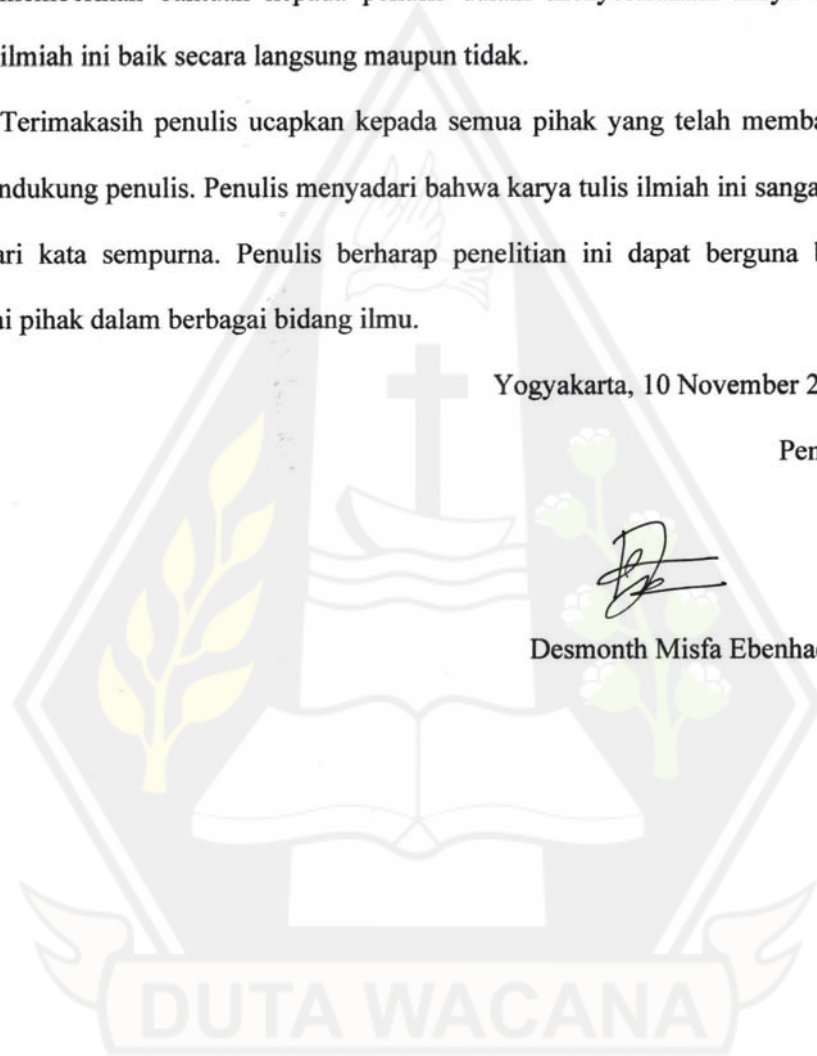 ilmiah ini baik secara langsung maupun tidak.
Terimakasih penulis ucapkan kepada semua pihak yang telah memba
ndukung penulis. Penulis menyadari bahwa karya tulis ilmiah ini sanga
ari kata sempurna. Penulis berharap penelitian ini dapat berguna b
ai pihak dalam berbagai bidang ilmu.
Yogyakarta, 10 November 2
Pen
Desmonth Misfa Ebenha
DUTA WACANA